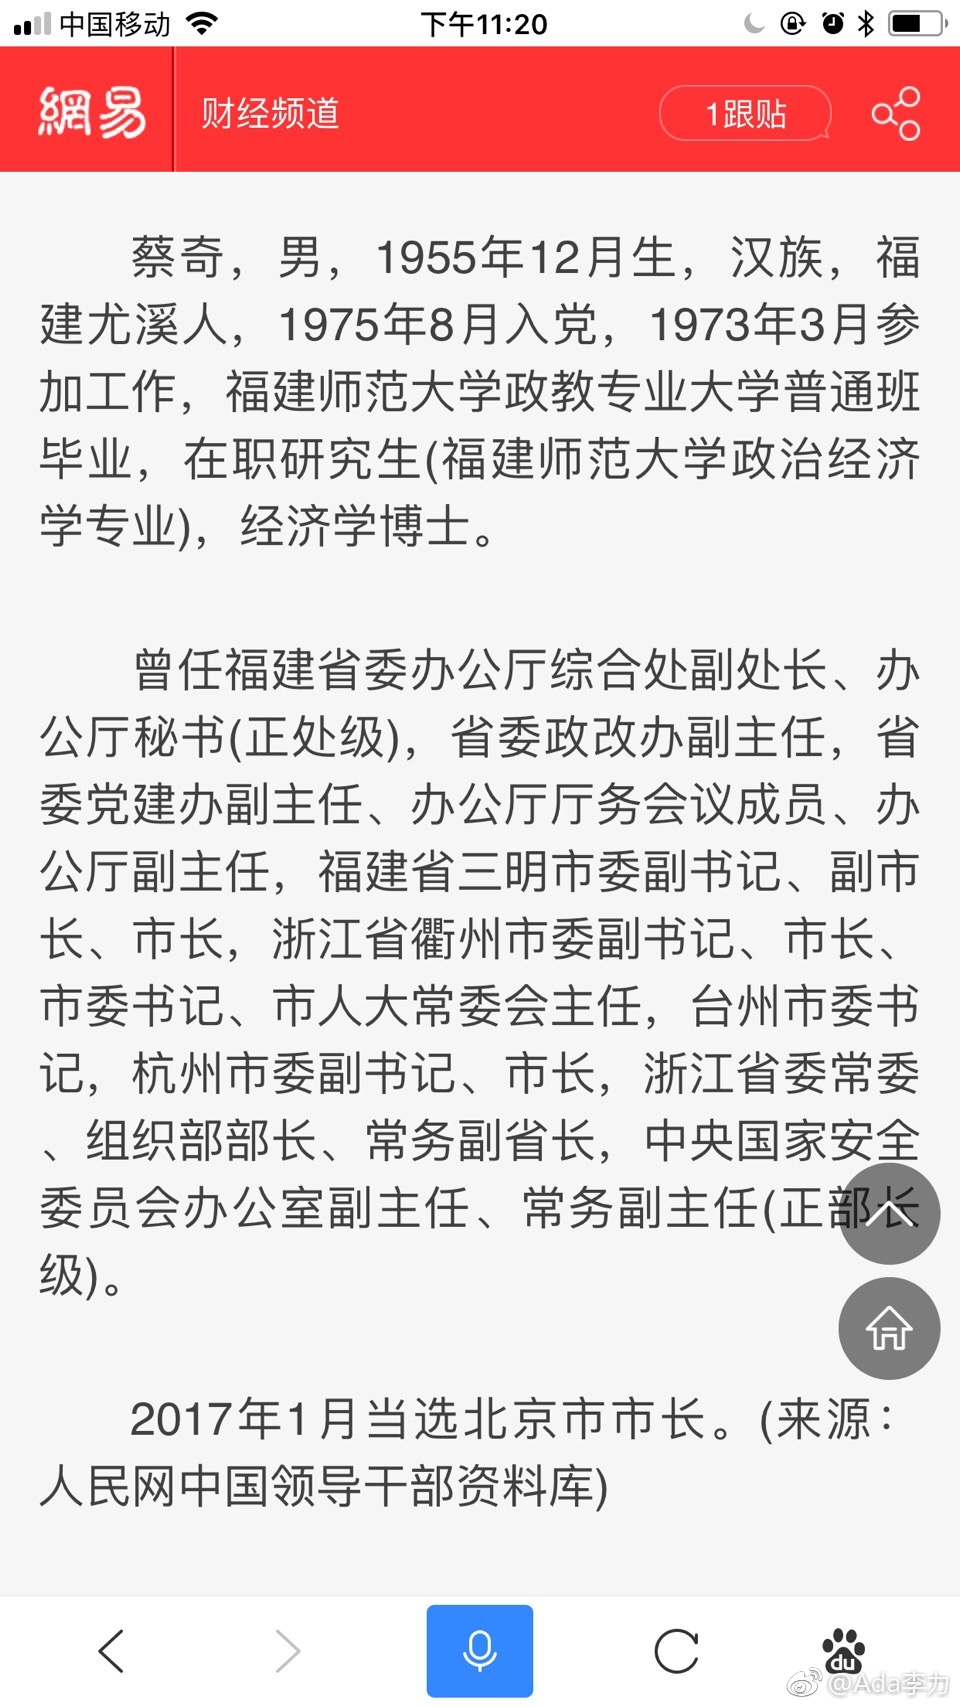 中国移动 下午11:20
網易 财经频道 1跟贴
蔡奇，男，1955年12月生，汉族，福
建尤溪人，1975年8月入党，1973年3月参
加工作，福建师范大学政教专业大学普通班
毕业，在职研究生(福建师范大学政治经济
学专业)，经济学博士。
曾任福建省委办公厅综合处副处长、办
公厅秘书(正处级)，省委政改办副主任，省
委党建办副主任、办公厅厅务会议成员、办
公厅副主任，福建省三明市委副书记、副市
长、市长，浙江省衢州市委副书记、市长、
市委书记、市人大常委会主任，台州市委书
记，杭州市委副书记、市长，浙江省委常委
、组织部部长、常务副省长，中央国家安全
委员会办公室副主任、常务副主任(正部长
级)。
2017年1月当选北京市市长。(来源：
人民网中国领导干部资料库)
du
@Ada李力